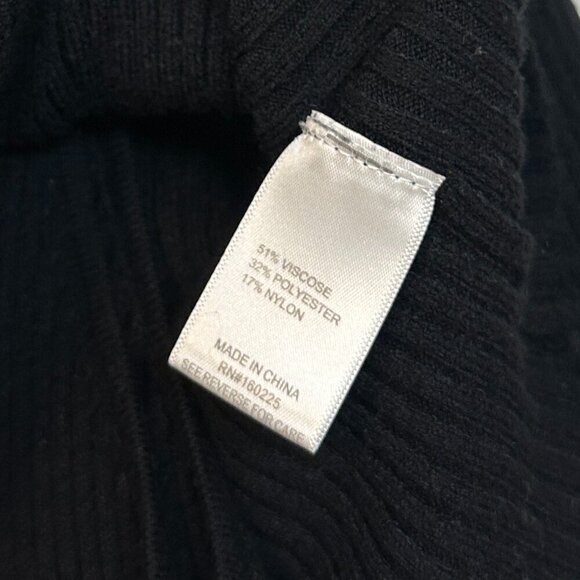 51% VISCOSE
32% POLYESTER
17% NYLON
MADE IN CHINA
RN#160225
SEE REVERSE FOR CARE